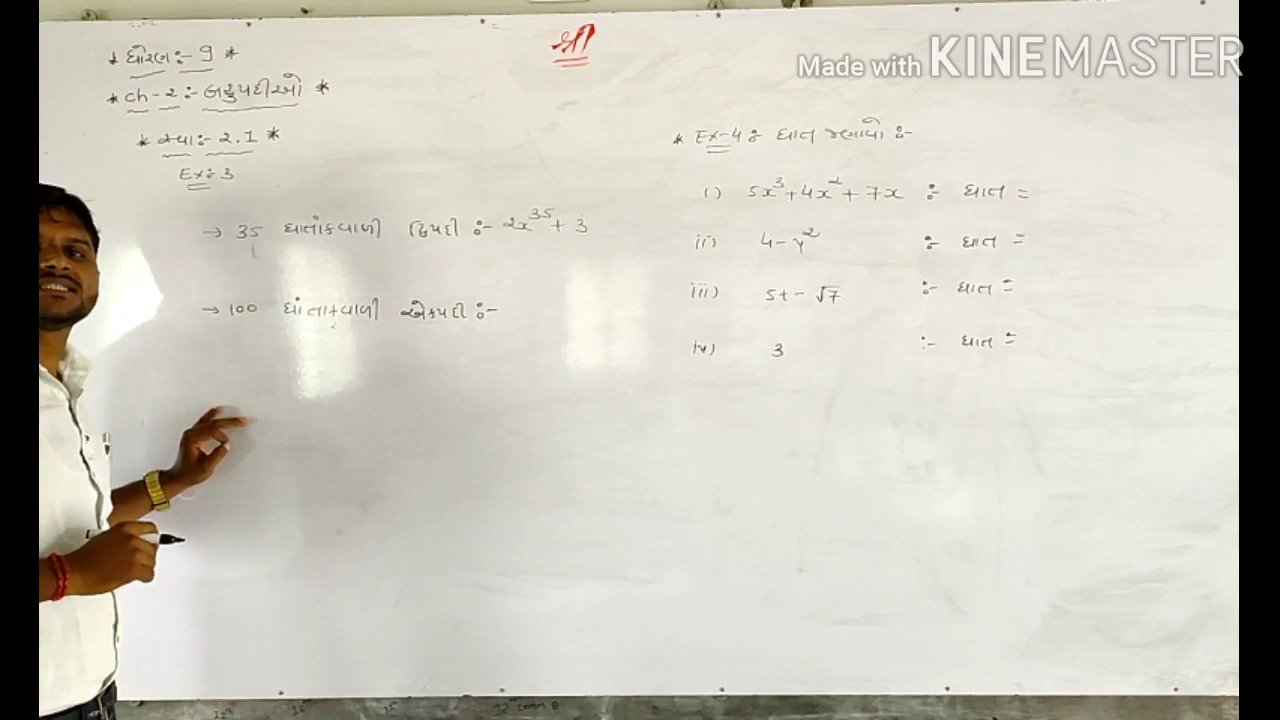 શ્રી
Made with KINEMASTER
* ધોરણ :- 9 *
* ch - 2 :- બહુપદીઓ *
* સ્વા :- 2.1 *
Ex :- 3
→ 35 ઘાતાંકવાળી દ્વિપદી :- 2x³⁵ + 3
→ 100 ઘાંતાકવાળી એકપદી :-
* Ex-4 :- ઘાત જણાવો :-
i) 5x³ + 4x² + 7x :- ઘાત =
ii) 4 - y² :- ઘાત =
iii) 5t - √7 :- ઘાત =
iv) 3 :- ઘાત =